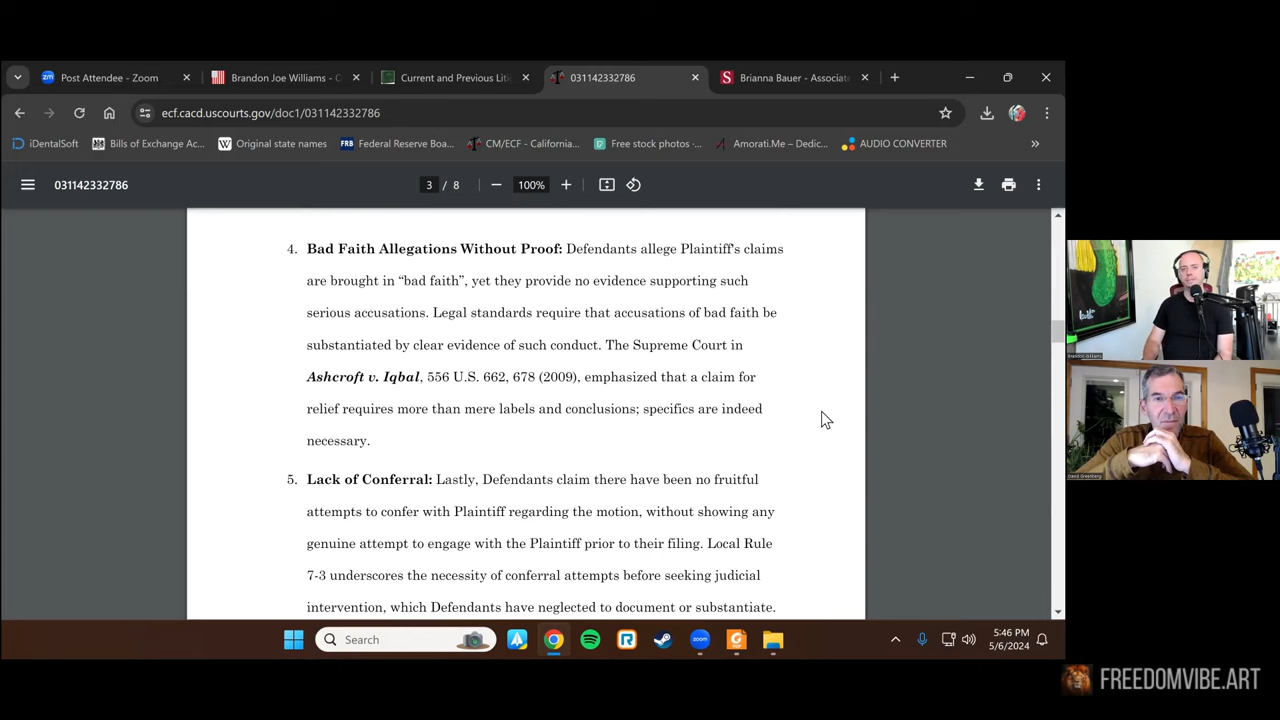 Post Attendee - Zoom
Brandon Joe Williams - C
Current and Previous Liti
031142332786
Brianna Bauer - Associat
ecf.cacd.uscourts.gov/doc1/031142332786
iDentalSoft
Bills of Exchange Ac...
Original state names
Federal Reserve Boa...
CM/ECF - California...
Free stock photos -...
Amorati.Me – Dedic...
AUDIO CONVERTER
031142332786
3 / 8
100%
4. Bad Faith Allegations Without Proof: Defendants allege Plaintiff's claims
are brought in “bad faith”, yet they provide no evidence supporting such
serious accusations. Legal standards require that accusations of bad faith be
substantiated by clear evidence of such conduct. The Supreme Court in
Ashcroft v. Iqbal, 556 U.S. 662, 678 (2009), emphasized that a claim for
relief requires more than mere labels and conclusions; specifics are indeed
necessary.
5. Lack of Conferral: Lastly, Defendants claim there have been no fruitful
attempts to confer with Plaintiff regarding the motion, without showing any
genuine attempt to engage with the Plaintiff prior to their filing. Local Rule
7-3 underscores the necessity of conferral attempts before seeking judicial
intervention, which Defendants have neglected to document or substantiate.
Brandon Williams
David Greenberg
Search
5:46 PM
5/6/2024
FREEDOMVIBE.ART